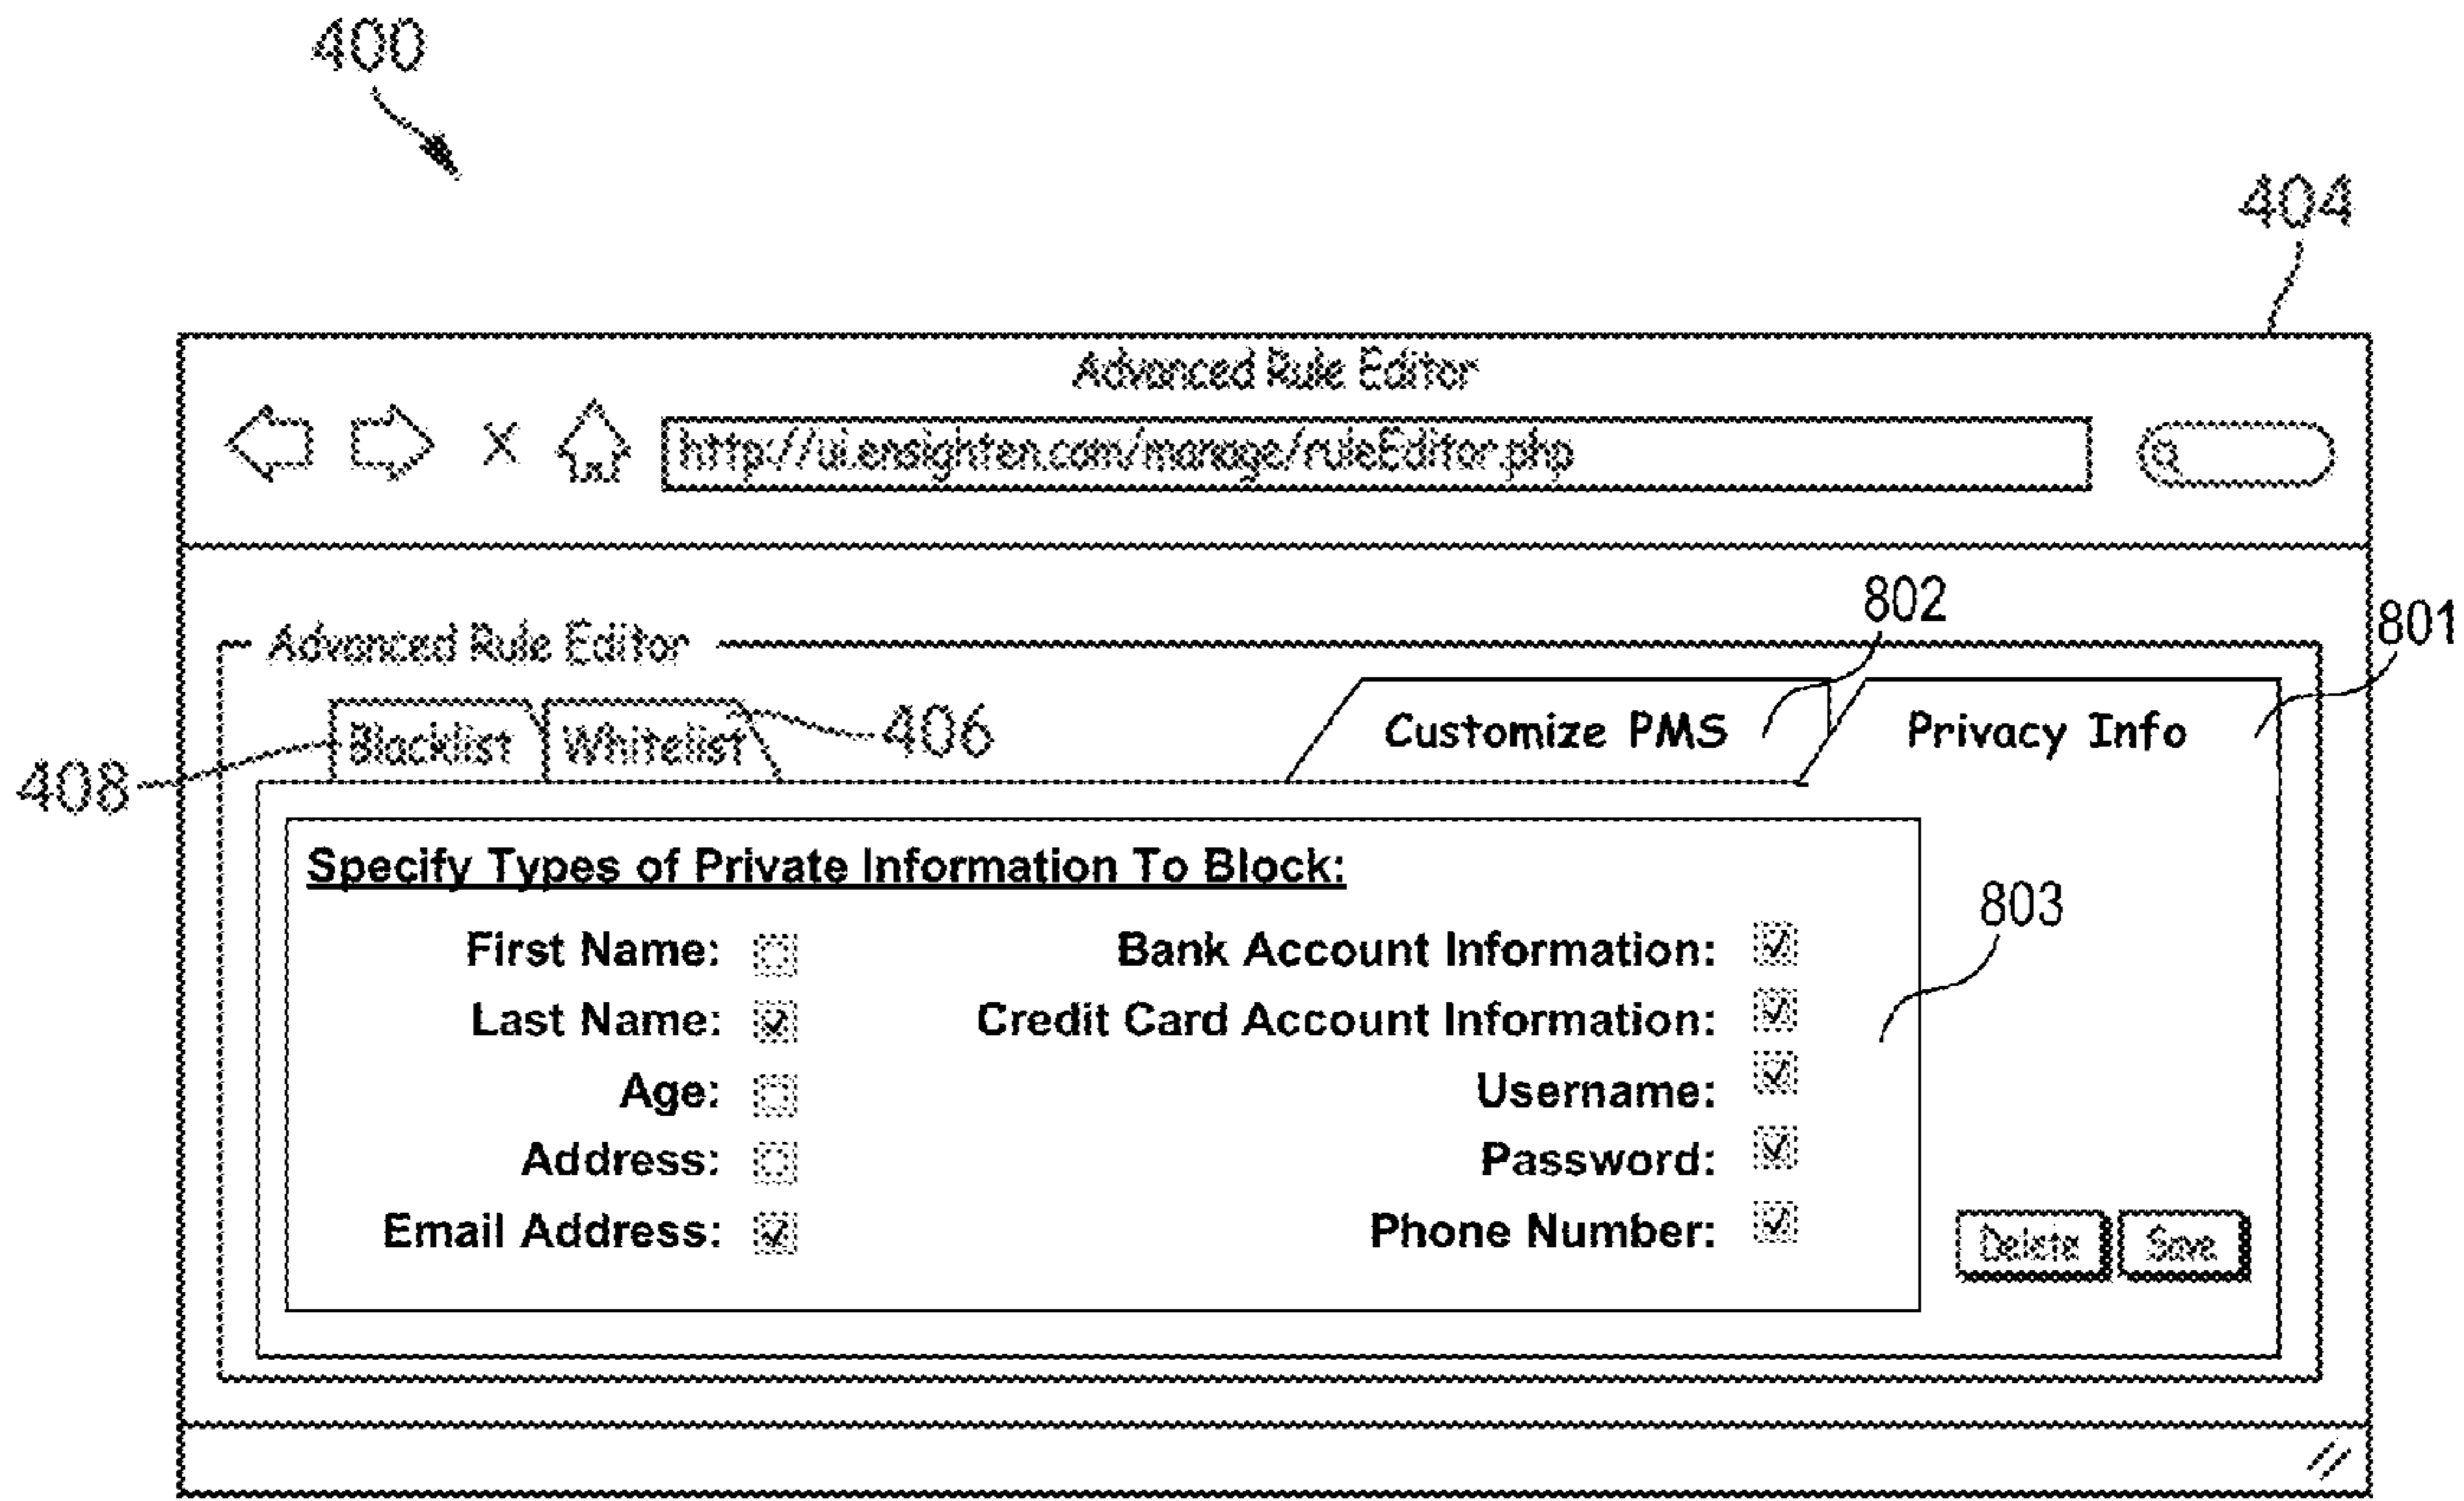 400
404
Advanced Rule Editor
X
http://ui.ensighten.com/manage/ruleEditor.php
802
801
Advanced Rule Editor
Blacklist
Whitelist
406
Customize PMS
Privacy Info
408
Specify Types of Private Information To Block:
803
First Name:
Bank Account Information:
Last Name:
Credit Card Account Information:
Age:
Username:
Address:
Password:
Email Address:
Phone Number:
Delete
Save